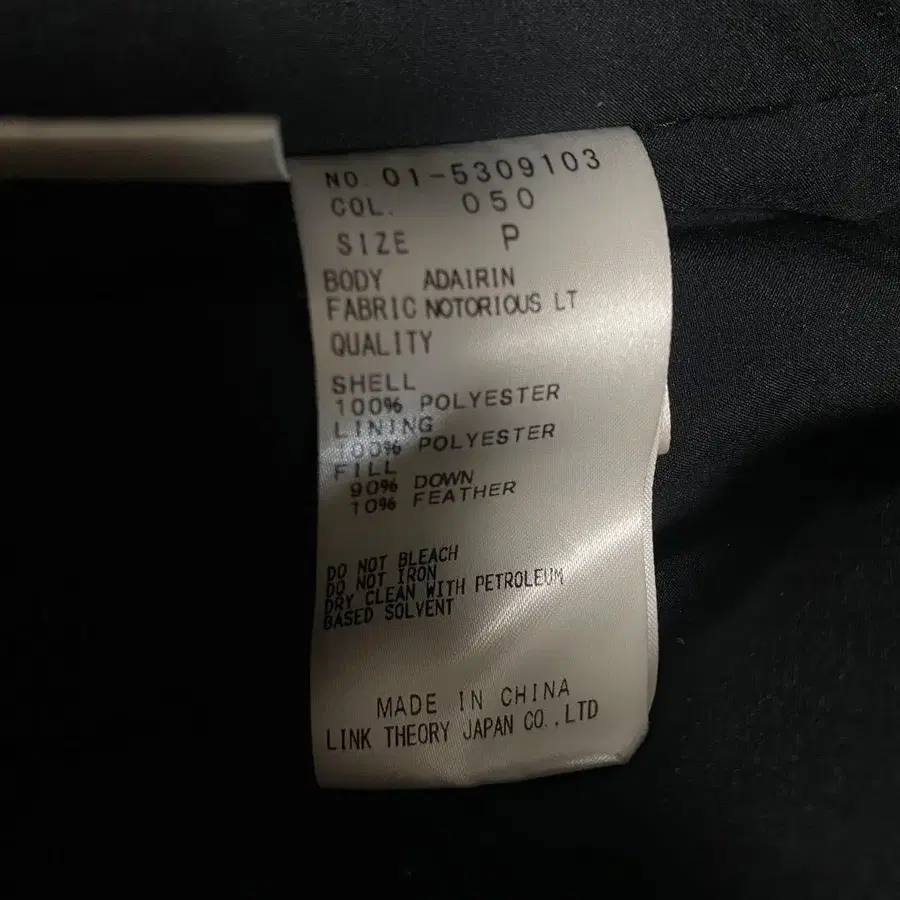 NO. 01-5309103
COL. 050
SIZE P
BODY ADAIRIN
FABRIC NOTORIOUS LT
QUALITY
SHELL
100% POLYESTER
LINING
100% POLYESTER
FILL
90% DOWN
10% FEATHER
DO NOT BLEACH
DO NOT IRON
DRY CLEAN WITH PETROLEUM
BASED SOLVENT
MADE IN CHINA
LINK THEORY JAPAN CO.,LTD